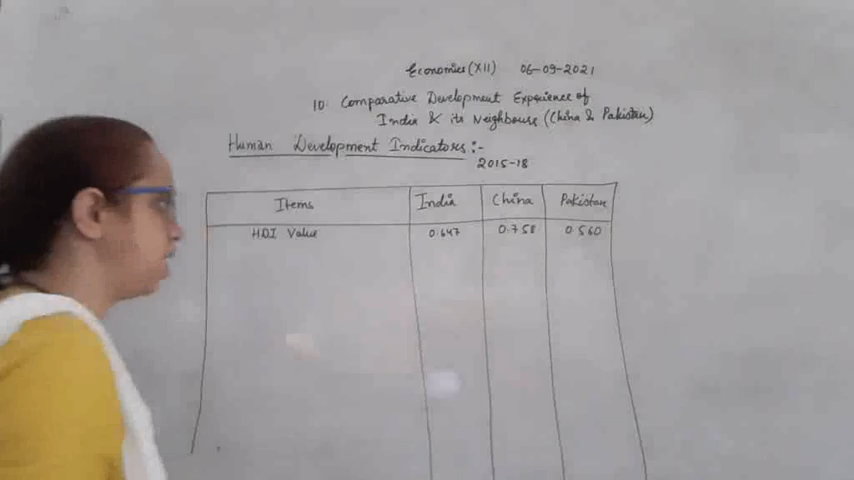 Economics (XII) 06-09-2021
10. Comparative Development Experience of
India & its Neighbours (China & Pakistan)
Human Development Indicators :-
2015-18
Items India China Pakistan
HDI Value 0.647 0.758 0.560